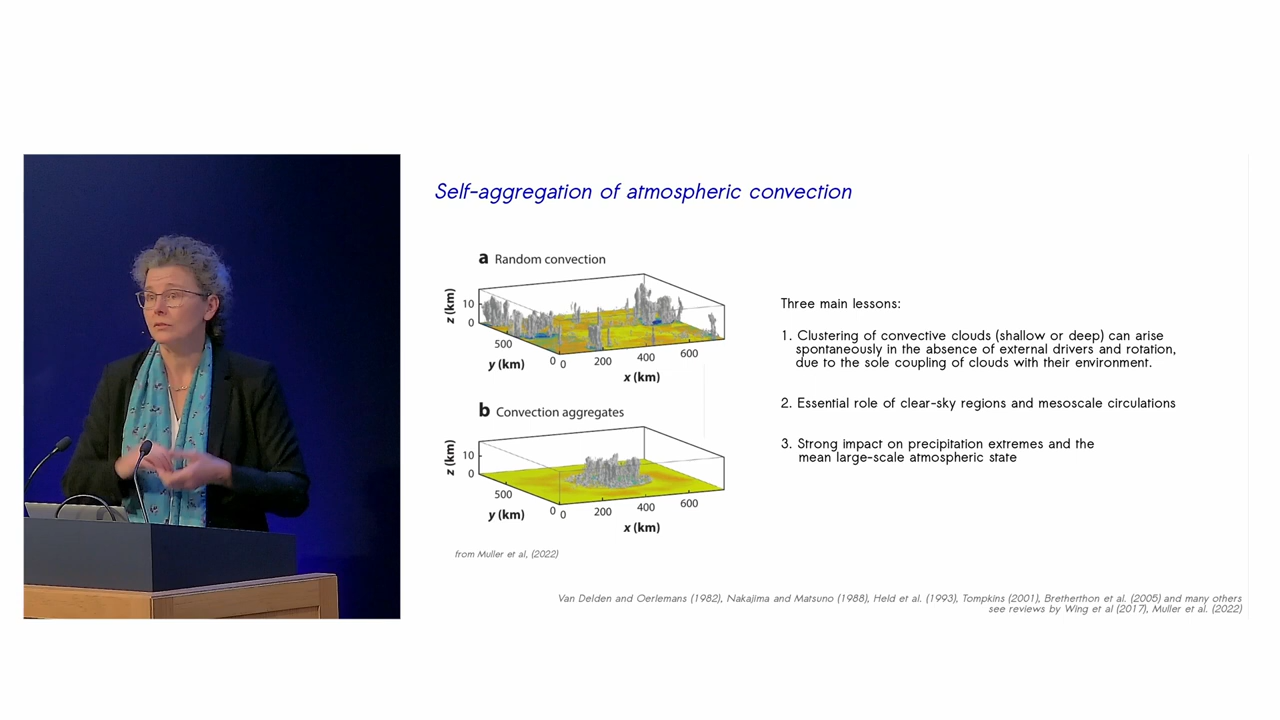 Self-aggregation of atmospheric convection
a Random convection
z (km)
10
0
500
0
y (km)
0
200
400
600
x (km)
b Convection aggregates
z (km)
10
0
500
0
y (km)
0
200
400
600
x (km)
from Muller et al, (2022)
Three main lessons:
1. Clustering of convective clouds (shallow or deep) can arise
spontaneously in the absence of external drivers and rotation,
due to the sole coupling of clouds with their environment.
2. Essential role of clear-sky regions and mesoscale circulations
3. Strong impact on precipitation extremes and the
mean large-scale atmospheric state
Van Delden and Oerlemans (1982), Nakajima and Matsuno (1988), Held et al. (1993), Tompkins (2001), Bretherthon et al. (2005) and many others
see reviews by Wing et al (2017), Muller et al. (2022)